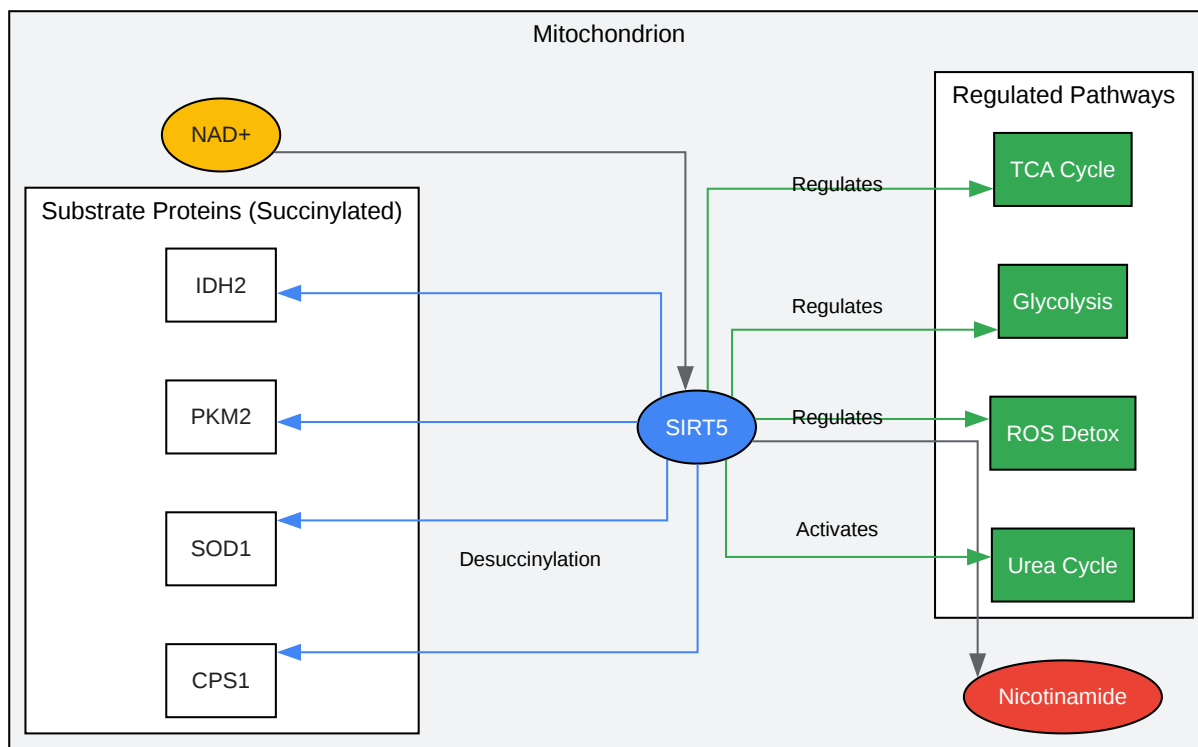 Mitochondrion
NAD+
Substrate Proteins (Succinylated)
IDH2
PKM2
SOD1
CPS1
Desuccinylation
SIRT5
Regulates
Regulates
Regulates
Activates
Regulated Pathways
TCA Cycle
Glycolysis
ROS Detox
Urea Cycle
Nicotinamide